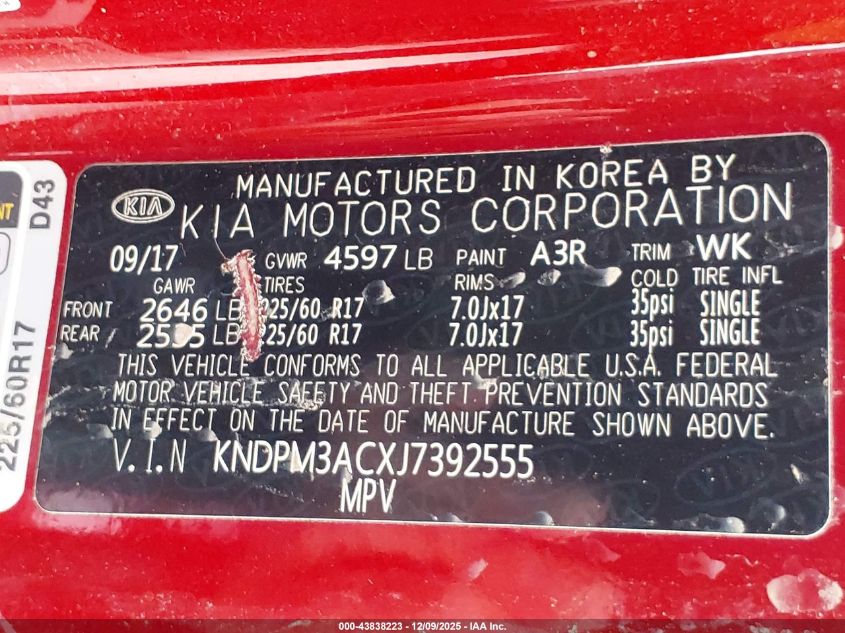 D43
225/60R17
NT
MANUFACTURED IN KOREA BY
KIA KIA MOTORS CORPORATION
09/17 GVWR 4597 LB PAINT A3R TRIM WK
GAWR TIRES RIMS COLD TIRE INFL
FRONT 2646 LB 225/60 R17 7.0Jx17 35psi SINGLE
REAR LB 225/60 R17 7.0Jx17 35psi SINGLE
THIS VEHICLE CONFORMS TO ALL APPLICABLE U.S.A. FEDERAL
MOTOR VEHICLE SAFETY AND THEFT PREVENTION STANDARDS
IN EFFECT ON THE DATE OF MANUFACTURE SHOWN ABOVE.
V.I.N KNDPM3ACXJ7392555
MPV
000-43838223 - 12/09/2025 - IAA Inc.